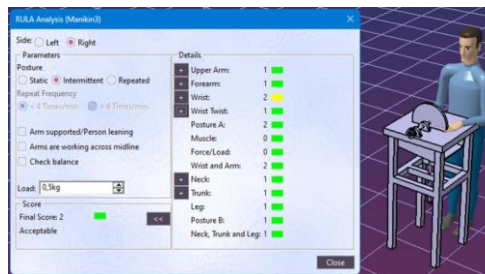 RULA Analysis (Manikin3)
Side: Left Right
Parameters
Posture
Static Intermittent Repeated
Repeat Frequency
< 4 Times/min. > 4 Times/min.
Arm supported/Person leaning
Arms are working across midline
Check balance
Load: 0,5kg
Score
Final Score: 2
<<
Acceptable
Details
+ Upper Arm: 1
+ Forearm: 1
+ Wrist: 2
+ Wrist Twist: 1
Posture A: 2
Muscle: 0
Force/Load: 0
Wrist and Arm: 2
+ Neck: 1
+ Trunk: 1
Leg: 1
Posture B: 1
Neck, Trunk and Leg: 1
Close